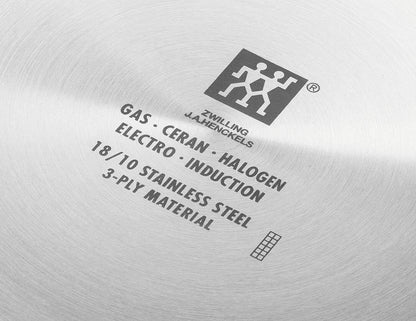 ®
ZWILLING
J.A.HENCKELS
GAS · CERAN · HALOGEN
ELECTRO · INDUCTION
18/10 STAINLESS STEEL
3-PLY MATERIAL